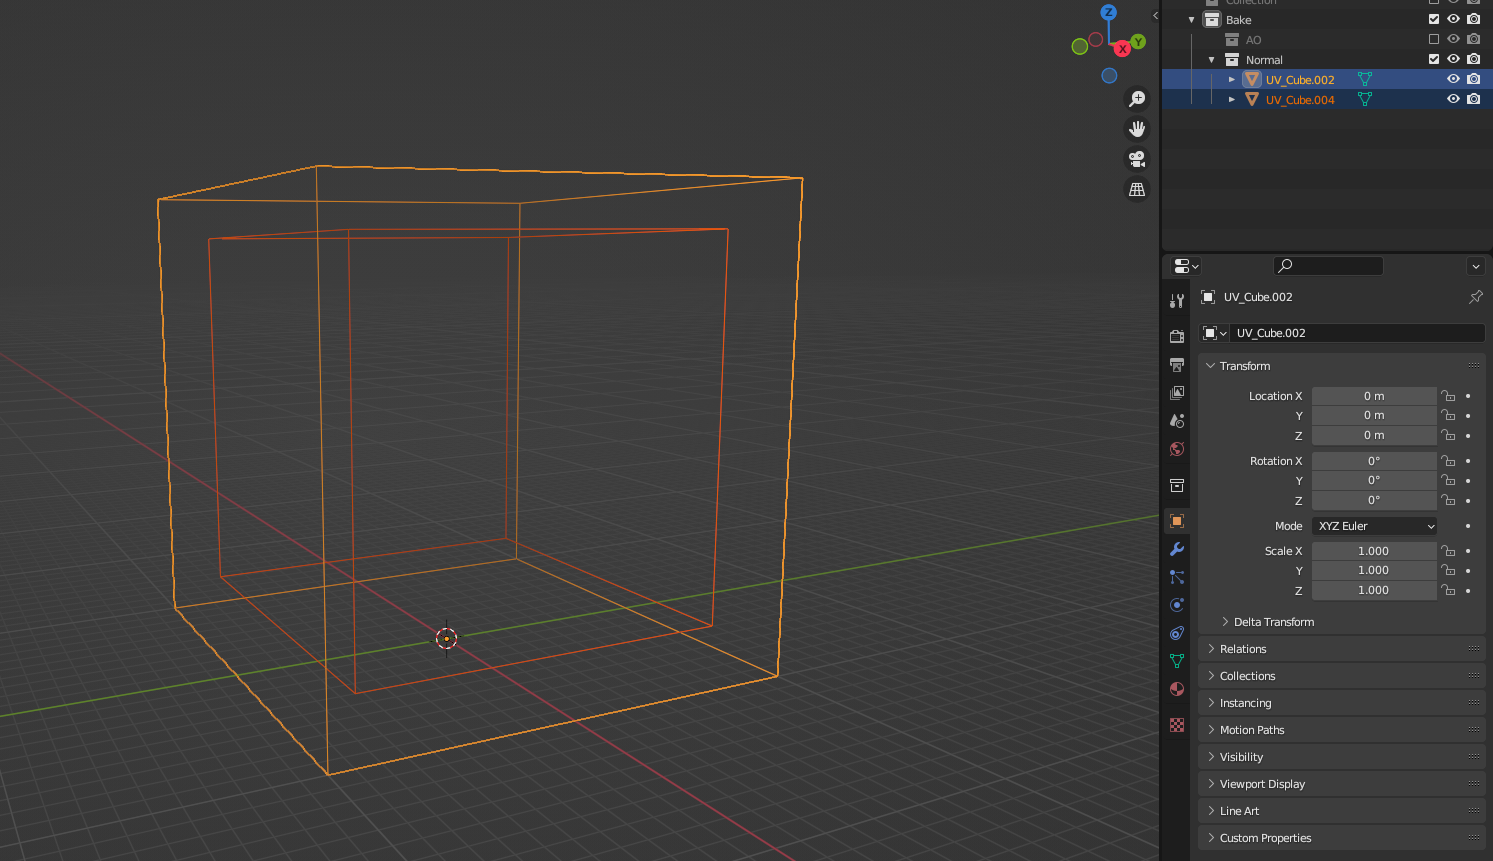 Collection
Bake
AO
Normal
UV_Cube.002
UV_Cube.004
Z
Y
X
UV_Cube.002
UV_Cube.002
Transform
Location X 0 m
Y 0 m
Z 0 m
Rotation X 0°
Y 0°
Z 0°
Mode XYZ Euler
Scale X 1.000
Y 1.000
Z 1.000
Delta Transform
Relations
Collections
Instancing
Motion Paths
Visibility
Viewport Display
Line Art
Custom Properties